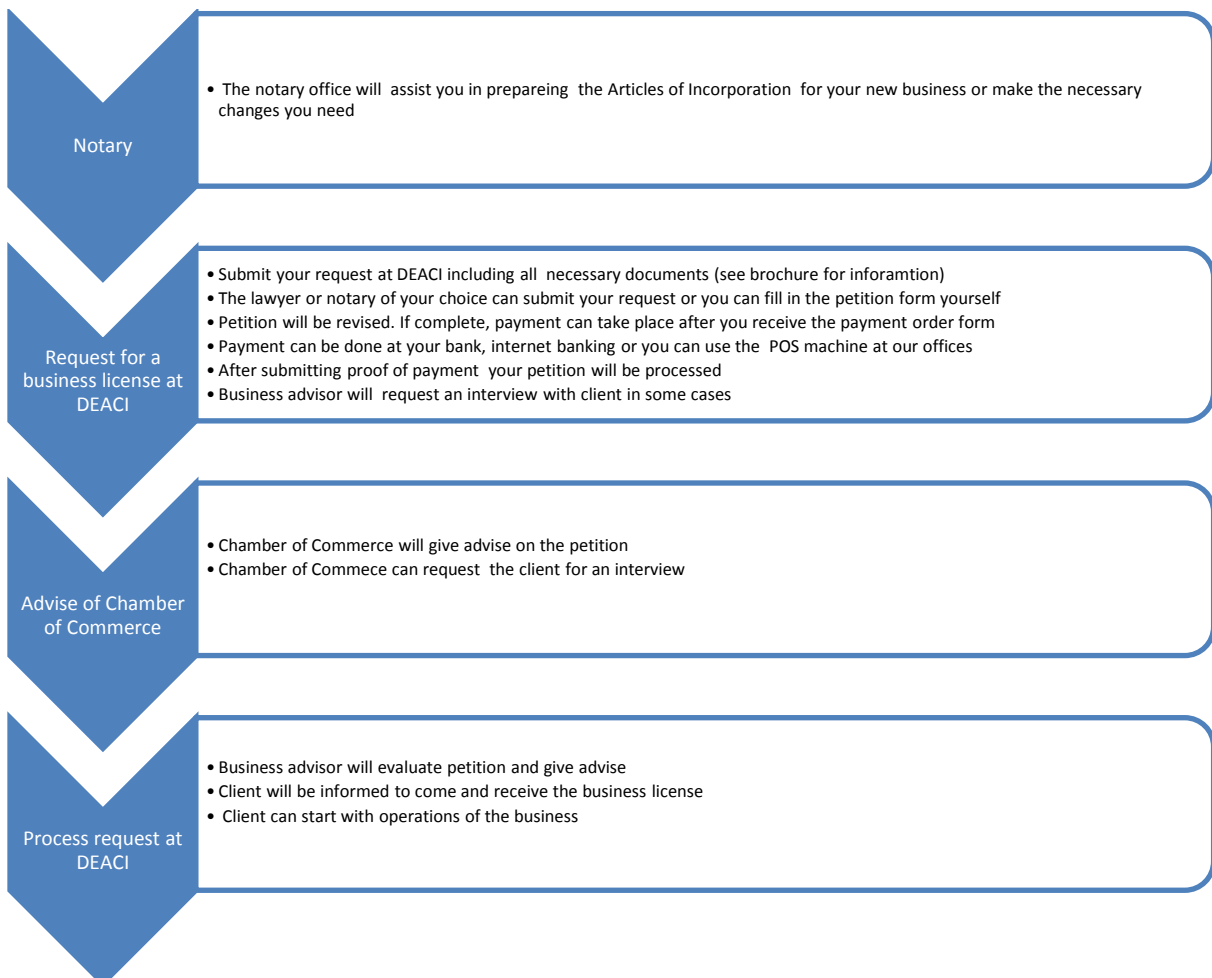 Notary
• The notary office will assist you in prepareing the Articles of Incorporation for your new business or make the necessary
changes you need
Request for a
business license at
DEACI
• Submit your request at DEACI including all necessary documents (see brochure for inforamtion)
• The lawyer or notary of your choice can submit your request or you can fill in the petition form yourself
• Petition will be revised. If complete, payment can take place after you receive the payment order form
• Payment can be done at your bank, internet banking or you can use the POS machine at our offices
• After submitting proof of payment your petition will be processed
• Business advisor will request an interview with client in some cases
Advise of Chamber
of Commerce
• Chamber of Commerce will give advise on the petition
• Chamber of Commece can request the client for an interview
Process request at
DEACI
• Business advisor will evaluate petition and give advise
• Client will be informed to come and receive the business license
• Client can start with operations of the business